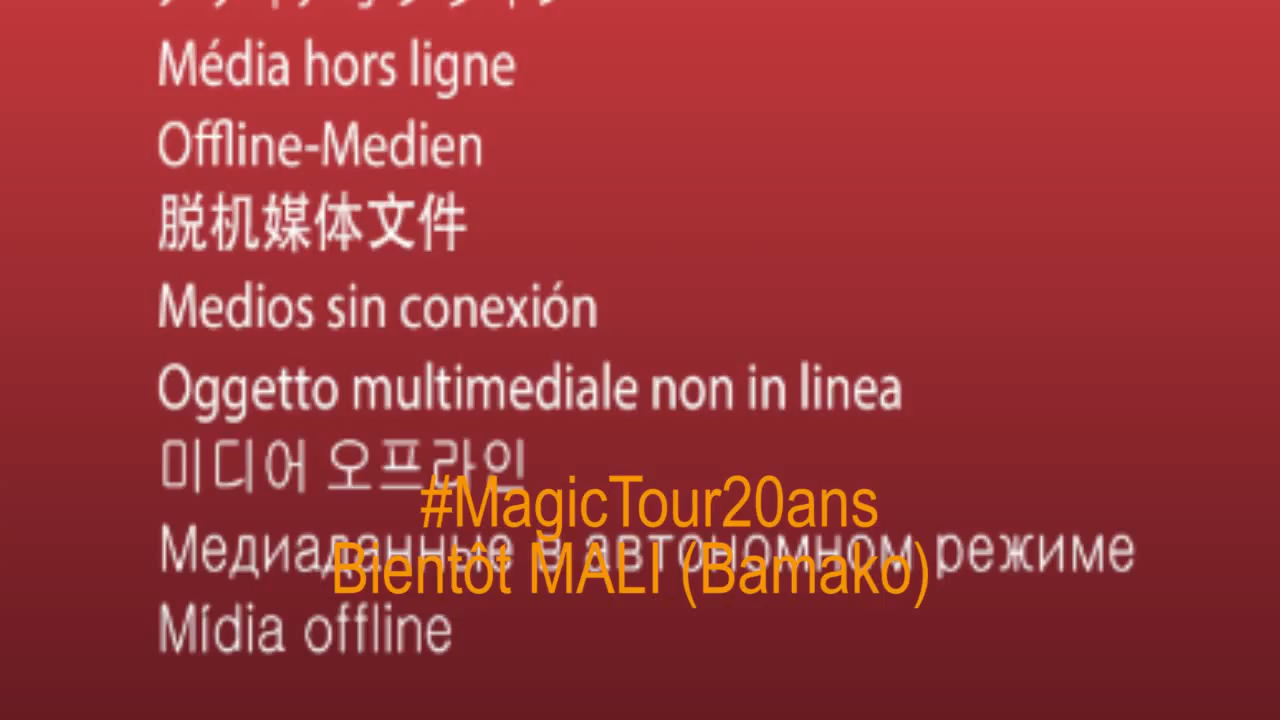 Média hors ligne
Offline-Medien
脱机媒体文件
Medios sin conexión
Oggetto multimediale non in linea
미디어 오프라인
#MagicTour20ans
Медиаданные в автономном режиме
Bientôt MALI (Bamako)
Mídia offline